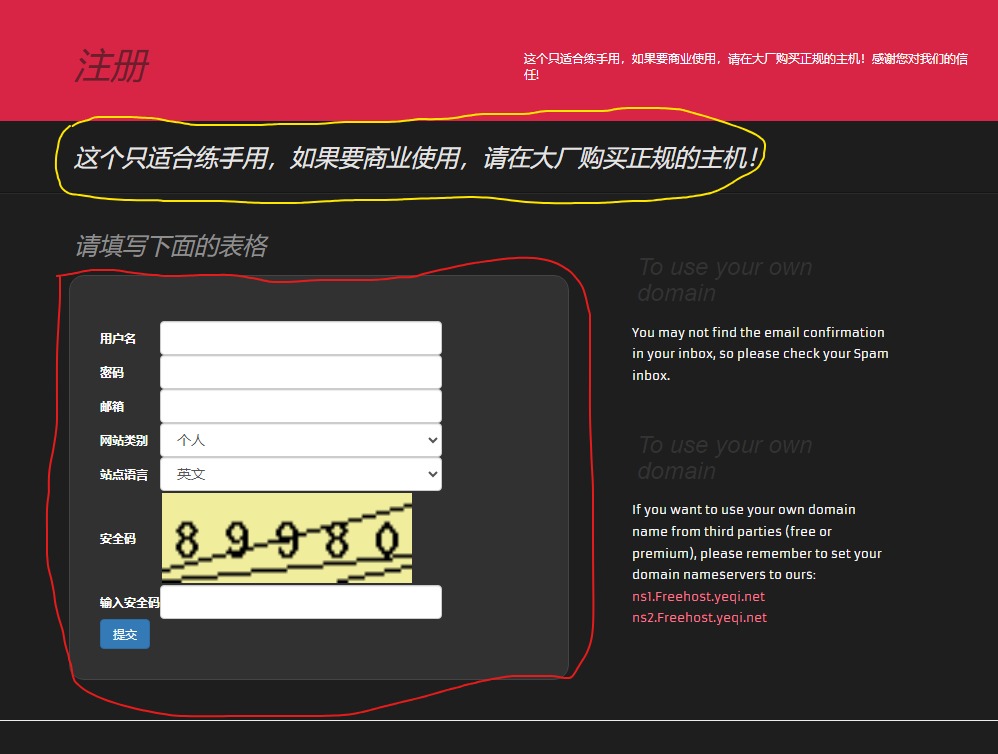 注册
这个只适合练手用，如果要商业使用，请在大厂购买正规的主机！感谢您对我们的信
任!
这个只适合练手用，如果要商业使用，请在大厂购买正规的主机！
请填写下面的表格
用户名
密码
邮箱
网站类别 个人
站点语言 英文
安全码 89980
输入安全码
提交
To use your own
domain
You may not find the email confirmation
in your inbox, so please check your Spam
inbox.
To use your own
domain
If you want to use your own domain
name from third parties (free or
premium), please remember to set your
domain nameservers to ours:
ns1.Freehost.yeqi.net
ns2.Freehost.yeqi.net